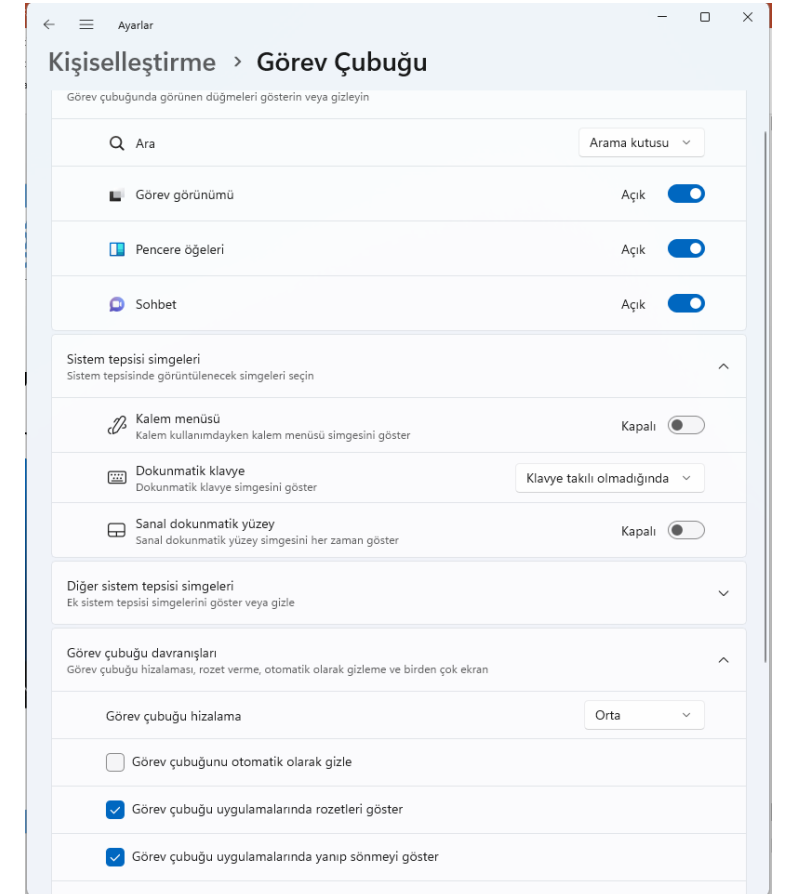 Ayarlar
Kişiselleştirme > Görev Çubuğu
Görev çubuğunda görünen düğmeleri gösterin veya gizleyin
Ara
Arama kutusu
Görev görünümü
Açık
Pencere öğeleri
Açık
Sohbet
Açık
Sistem tepsisi simgeleri
Sistem tepsisinde görüntülenecek simgeleri seçin
Kalem menüsü
Kalem kullanımdayken kalem menüsü simgesini göster
Kapalı
Dokunmatik klavye
Dokunmatik klavye simgesini göster
Klavye takılı olmadığında
Sanal dokunmatik yüzey
Sanal dokunmatik yüzey simgesini her zaman göster
Kapalı
Diğer sistem tepsisi simgeleri
Ek sistem tepsisi simgelerini göster veya gizle
Görev çubuğu davranışları
Görev çubuğu hizalaması, rozet verme, otomatik olarak gizleme ve birden çok ekran
Görev çubuğu hizalama
Orta
Görev çubuğunu otomatik olarak gizle
Görev çubuğu uygulamalarında rozetleri göster
Görev çubuğu uygulamalarında yanıp sönmeyi göster